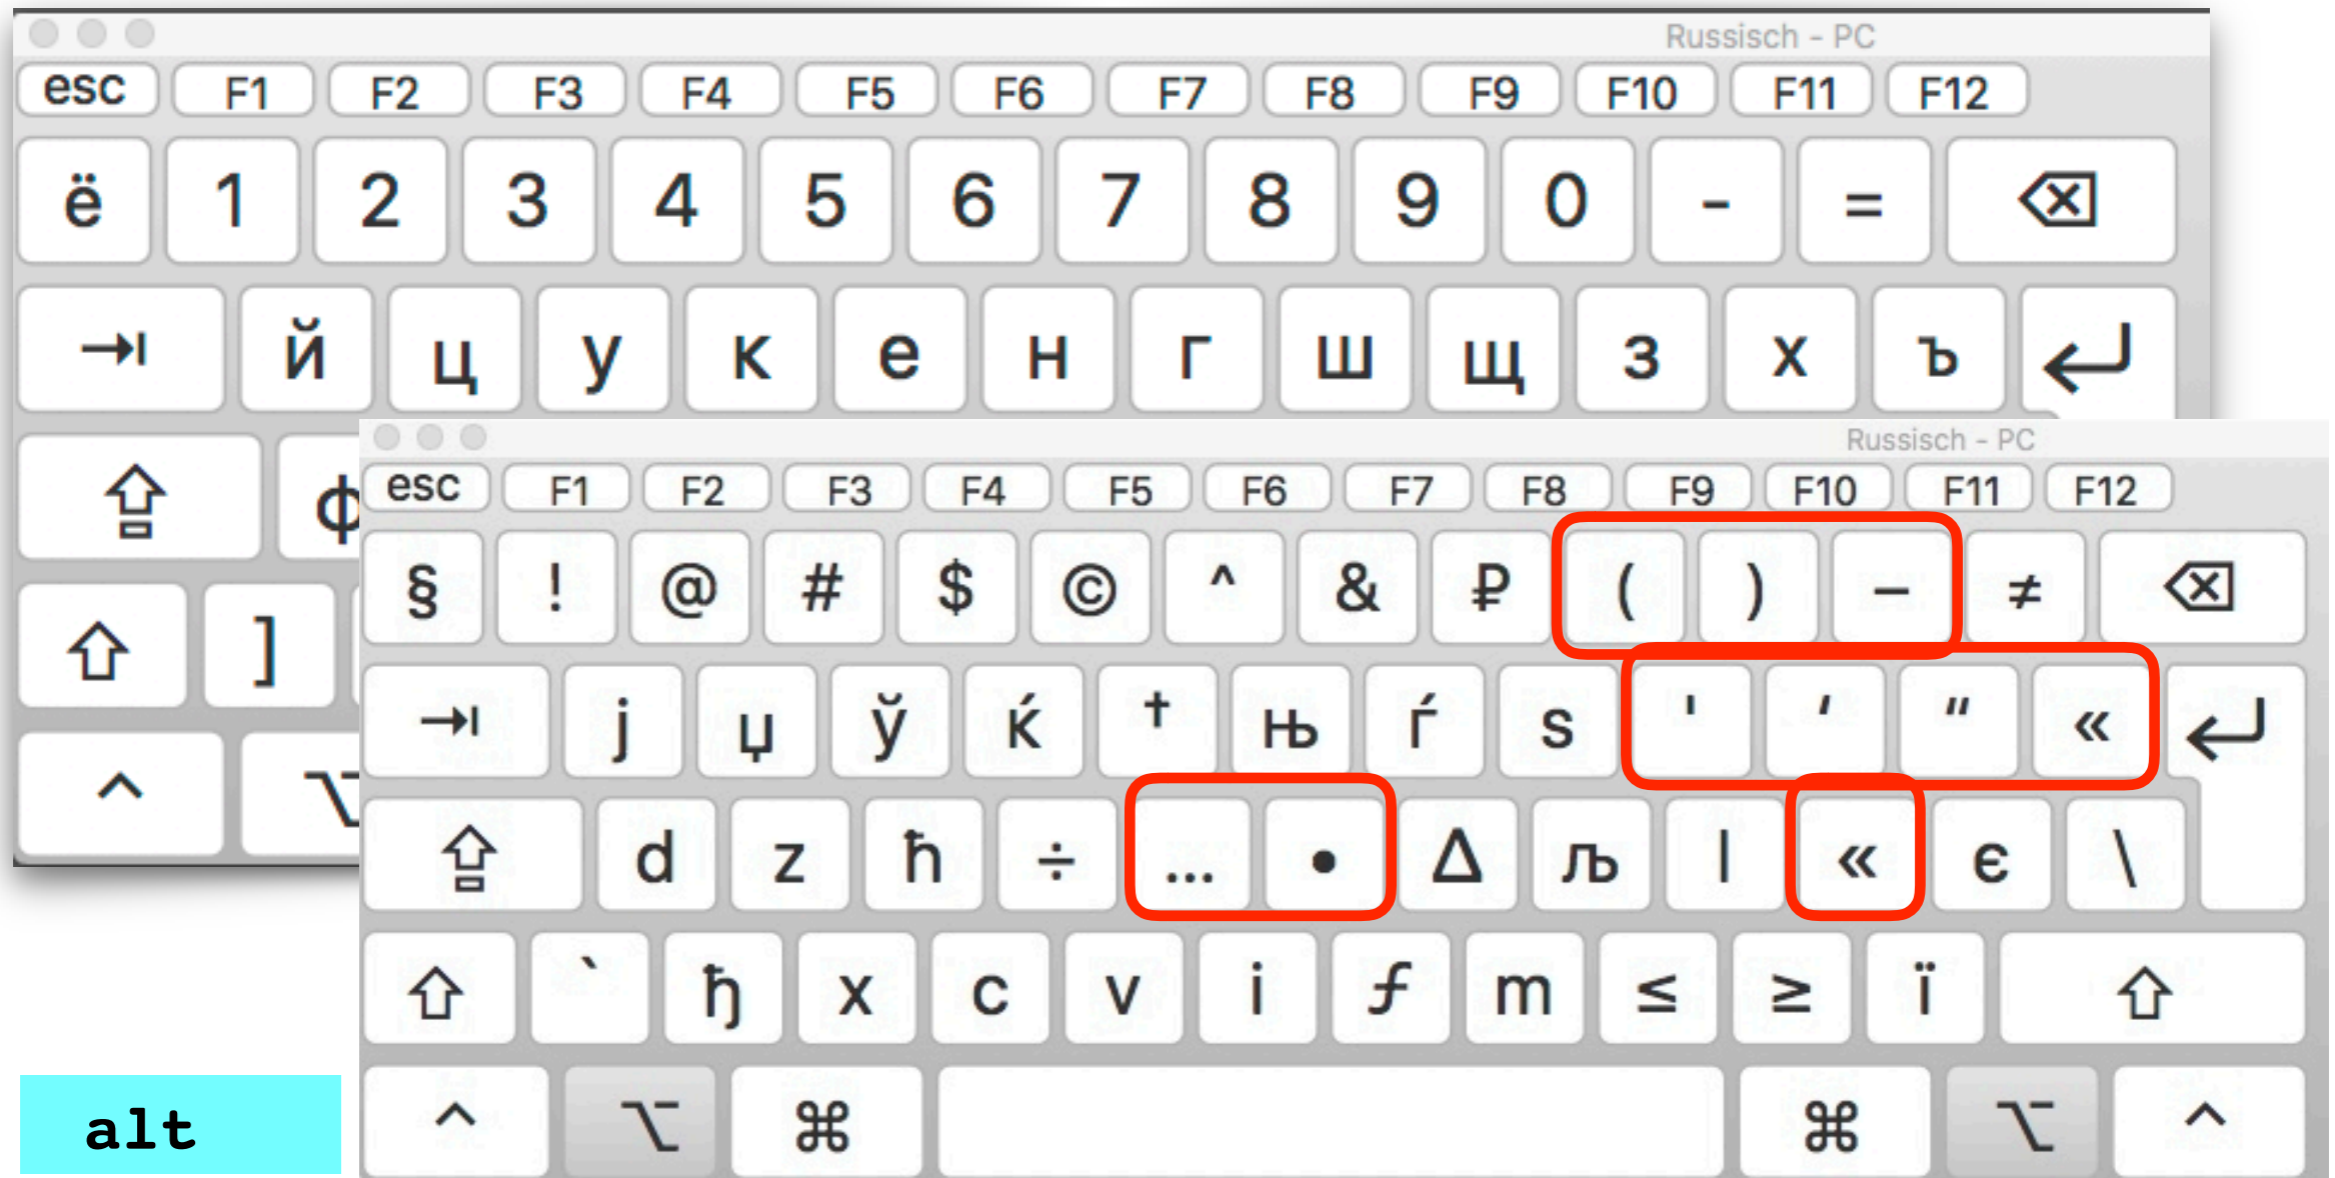 Russisch - PC
esc F1 F2 F3 F4 F5 F6 F7 F8 F9 F10 F11 F12
ё 1 2 3 4 5 6 7 8 9 0 - =
й ц у к е н г ш щ з х ъ
ф
]
Russisch - PC
esc F1 F2 F3 F4 F5 F6 F7 F8 F9 F10 F11 F12
§ ! @ # $ © ^ & ₽ ( ) – ≠
ј џ ў ќ † њ ѓ ѕ ' ‘ “ «
d z ћ ÷ … • Δ љ l « є \
` ђ x c v i ƒ m ≤ ≥ ї
alt